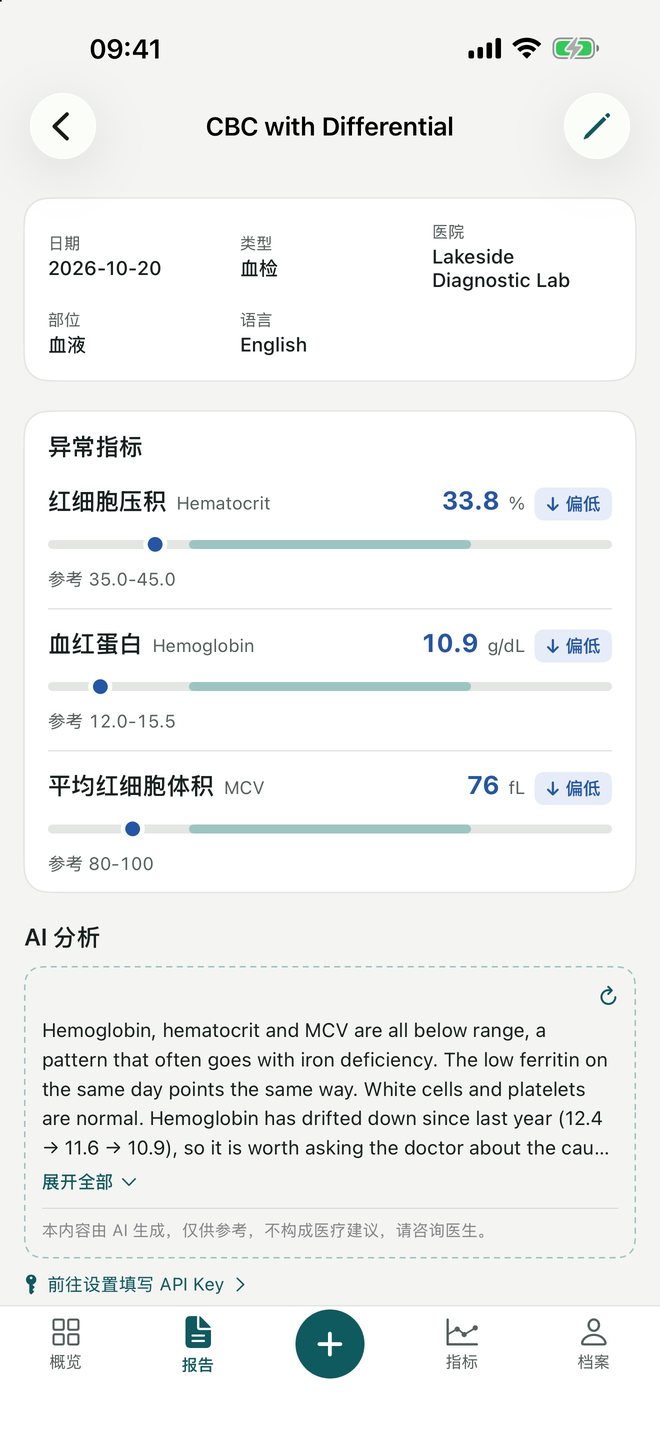 09:41
CBC with Differential
日期
2026-10-20
类型
血检
医院
Lakeside
Diagnostic Lab
部位
血液
语言
English
异常指标
红细胞压积 Hematocrit 33.8 % ↓ 偏低
参考 35.0-45.0
血红蛋白 Hemoglobin 10.9 g/dL ↓ 偏低
参考 12.0-15.5
平均红细胞体积 MCV 76 fL ↓ 偏低
参考 80-100
AI 分析
Hemoglobin, hematocrit and MCV are all below range, a
pattern that often goes with iron deficiency. The low ferritin on
the same day points the same way. White cells and platelets
are normal. Hemoglobin has drifted down since last year (12.4
→ 11.6 → 10.9), so it is worth asking the doctor about the cau...
展开全部
本内容由 AI 生成，仅供参考，不构成医疗建议，请咨询医生。
前往设置填写 API Key
概览
报告
指标
档案